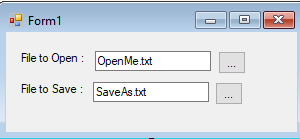 Form1
File to Open : OpenMe.txt ...
File to Save : SaveAs.txt ...